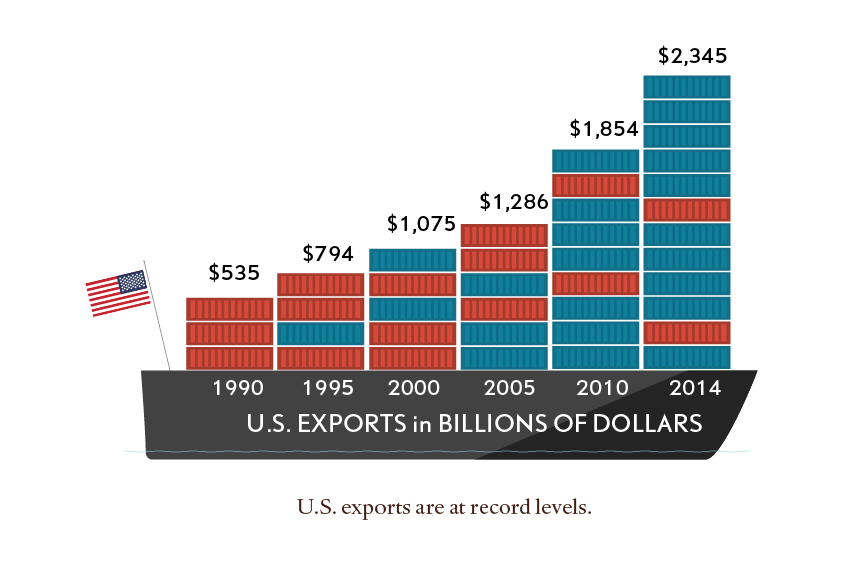 $2,345
$1,854
$1,286
$1,075
$794
$535
1990 1995 2000 2005 2010 2014
U.S. EXPORTS in BILLIONS OF DOLLARS
U.S. exports are at record levels.